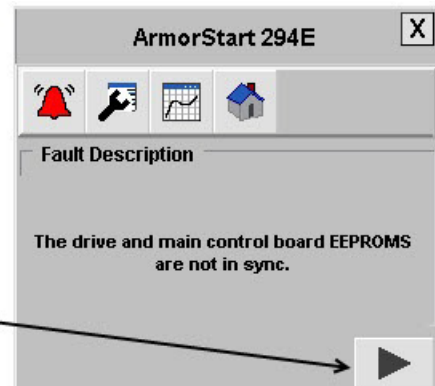 ArmorStart 294E
X
Fault Description
The drive and main control board EEPROMS
are not in sync.